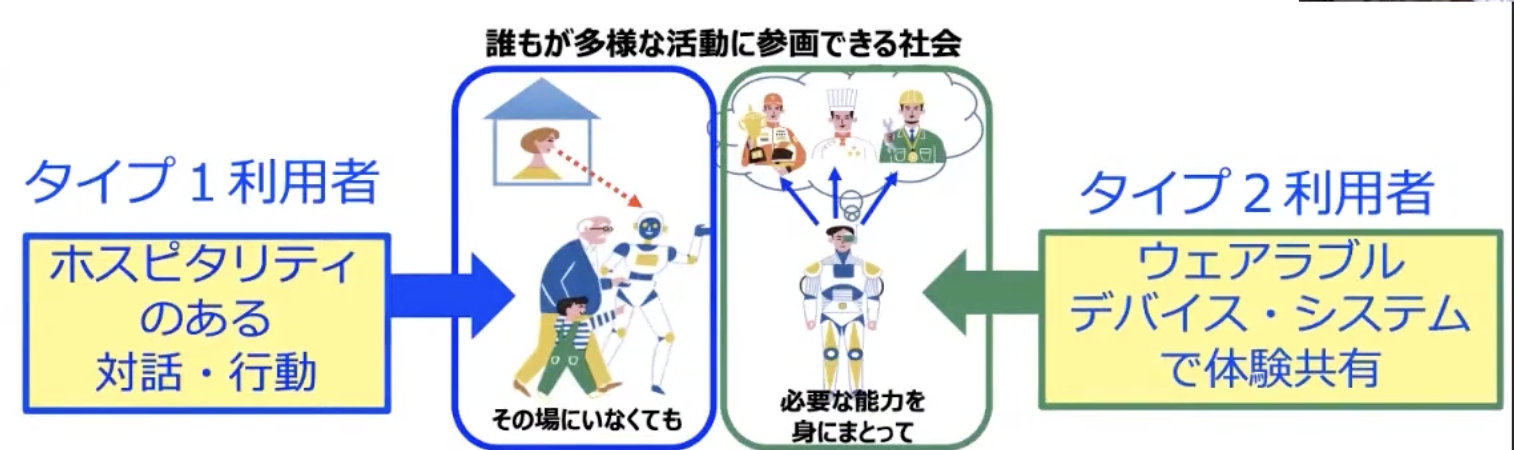 誰もが多様な活動に参画できる社会
タイプ１利用者
ホスピタリティ
のある
対話・行動
その場にいなくても
必要な能力を
身にまとって
タイプ２利用者
ウェアラブル
デバイス・システム
で体験共有